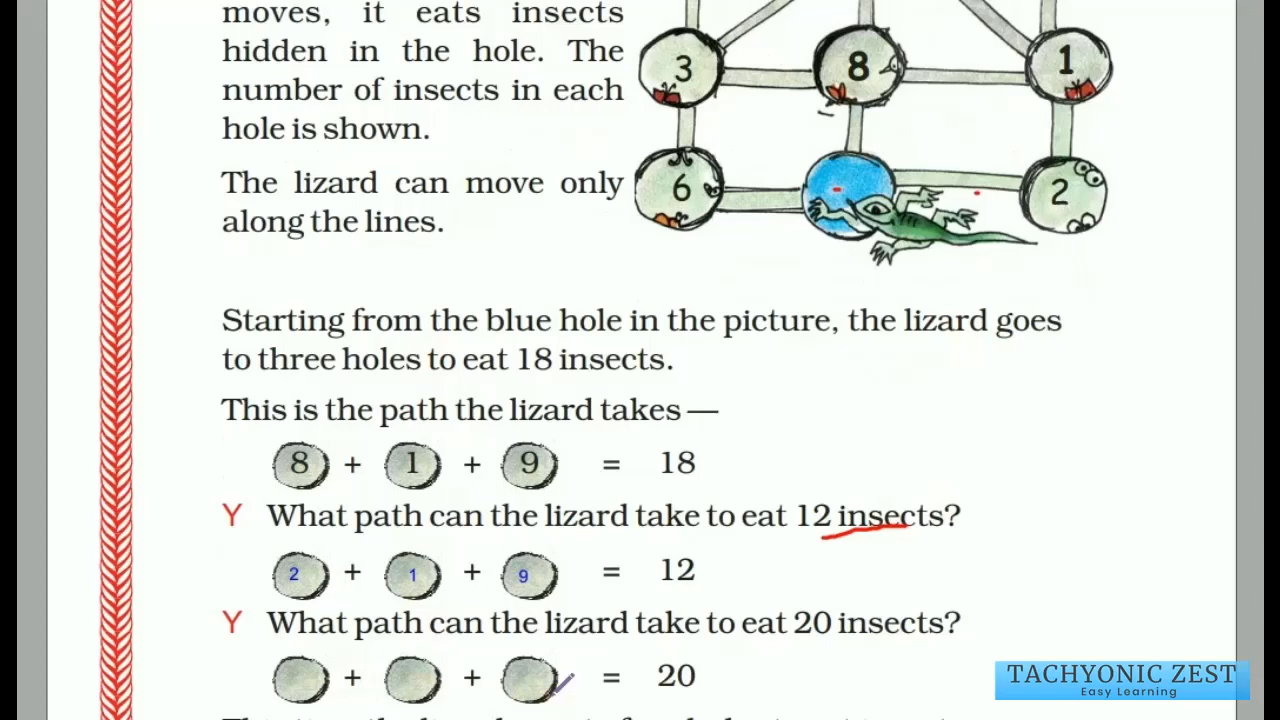 moves, it eats insects
hidden in the hole. The
number of insects in each
hole is shown.
The lizard can move only
along the lines.
3 8 1
6 2
Starting from the blue hole in the picture, the lizard goes
to three holes to eat 18 insects.
This is the path the lizard takes —
8 + 1 + 9 = 18
Y What path can the lizard take to eat 12 insects?
2 + 1 + 9 = 12
Y What path can the lizard take to eat 20 insects?
+ + = 20
TACHYONIC ZEST
Easy Learning